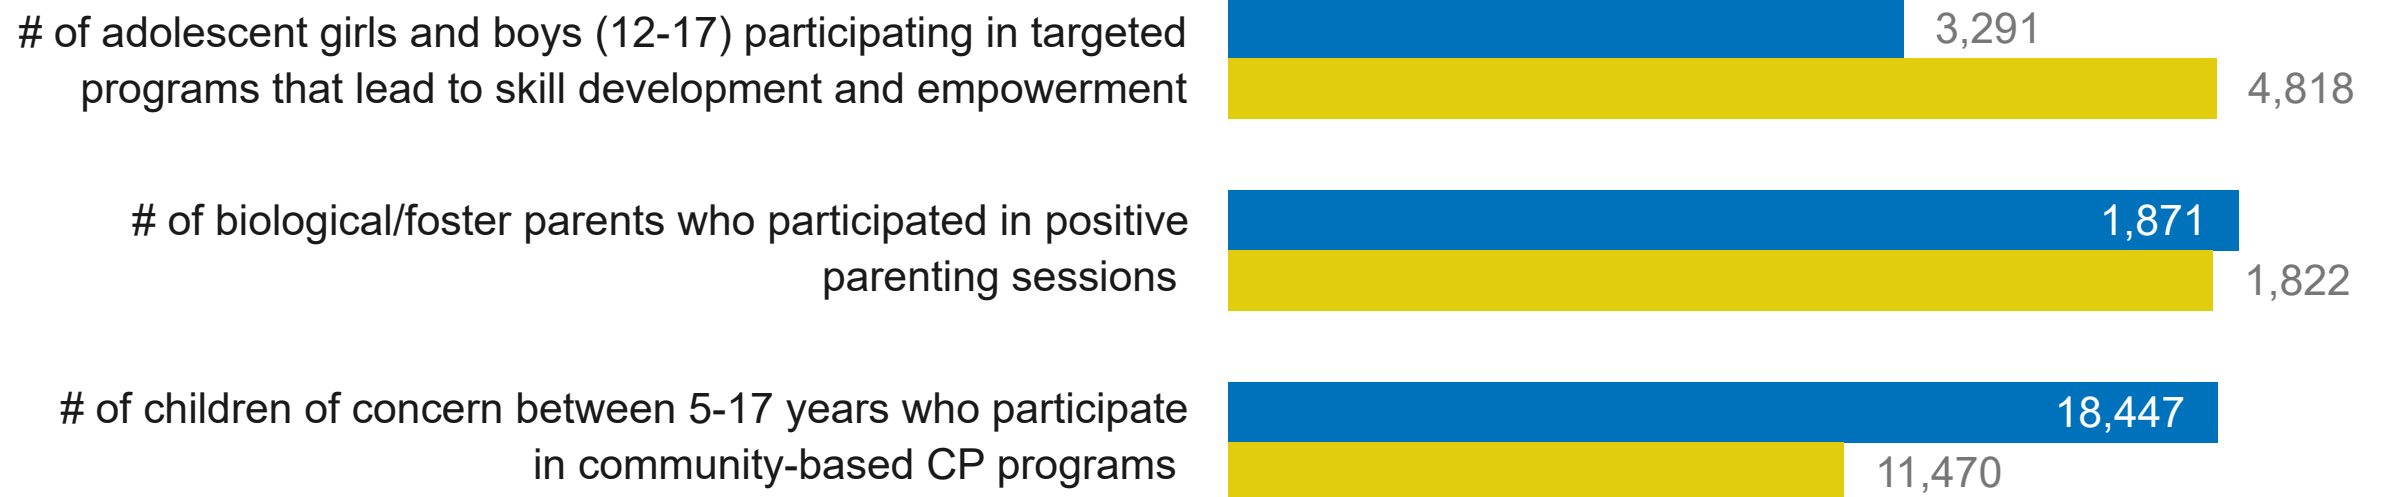 # of adolescent girls and boys (12-17) participating in targeted
programs that lead to skill development and empowerment
3,291
4,818
# of biological/foster parents who participated in positive
parenting sessions
1,871
1,822
# of children of concern between 5-17 years who participate
in community-based CP programs
18,447
11,470